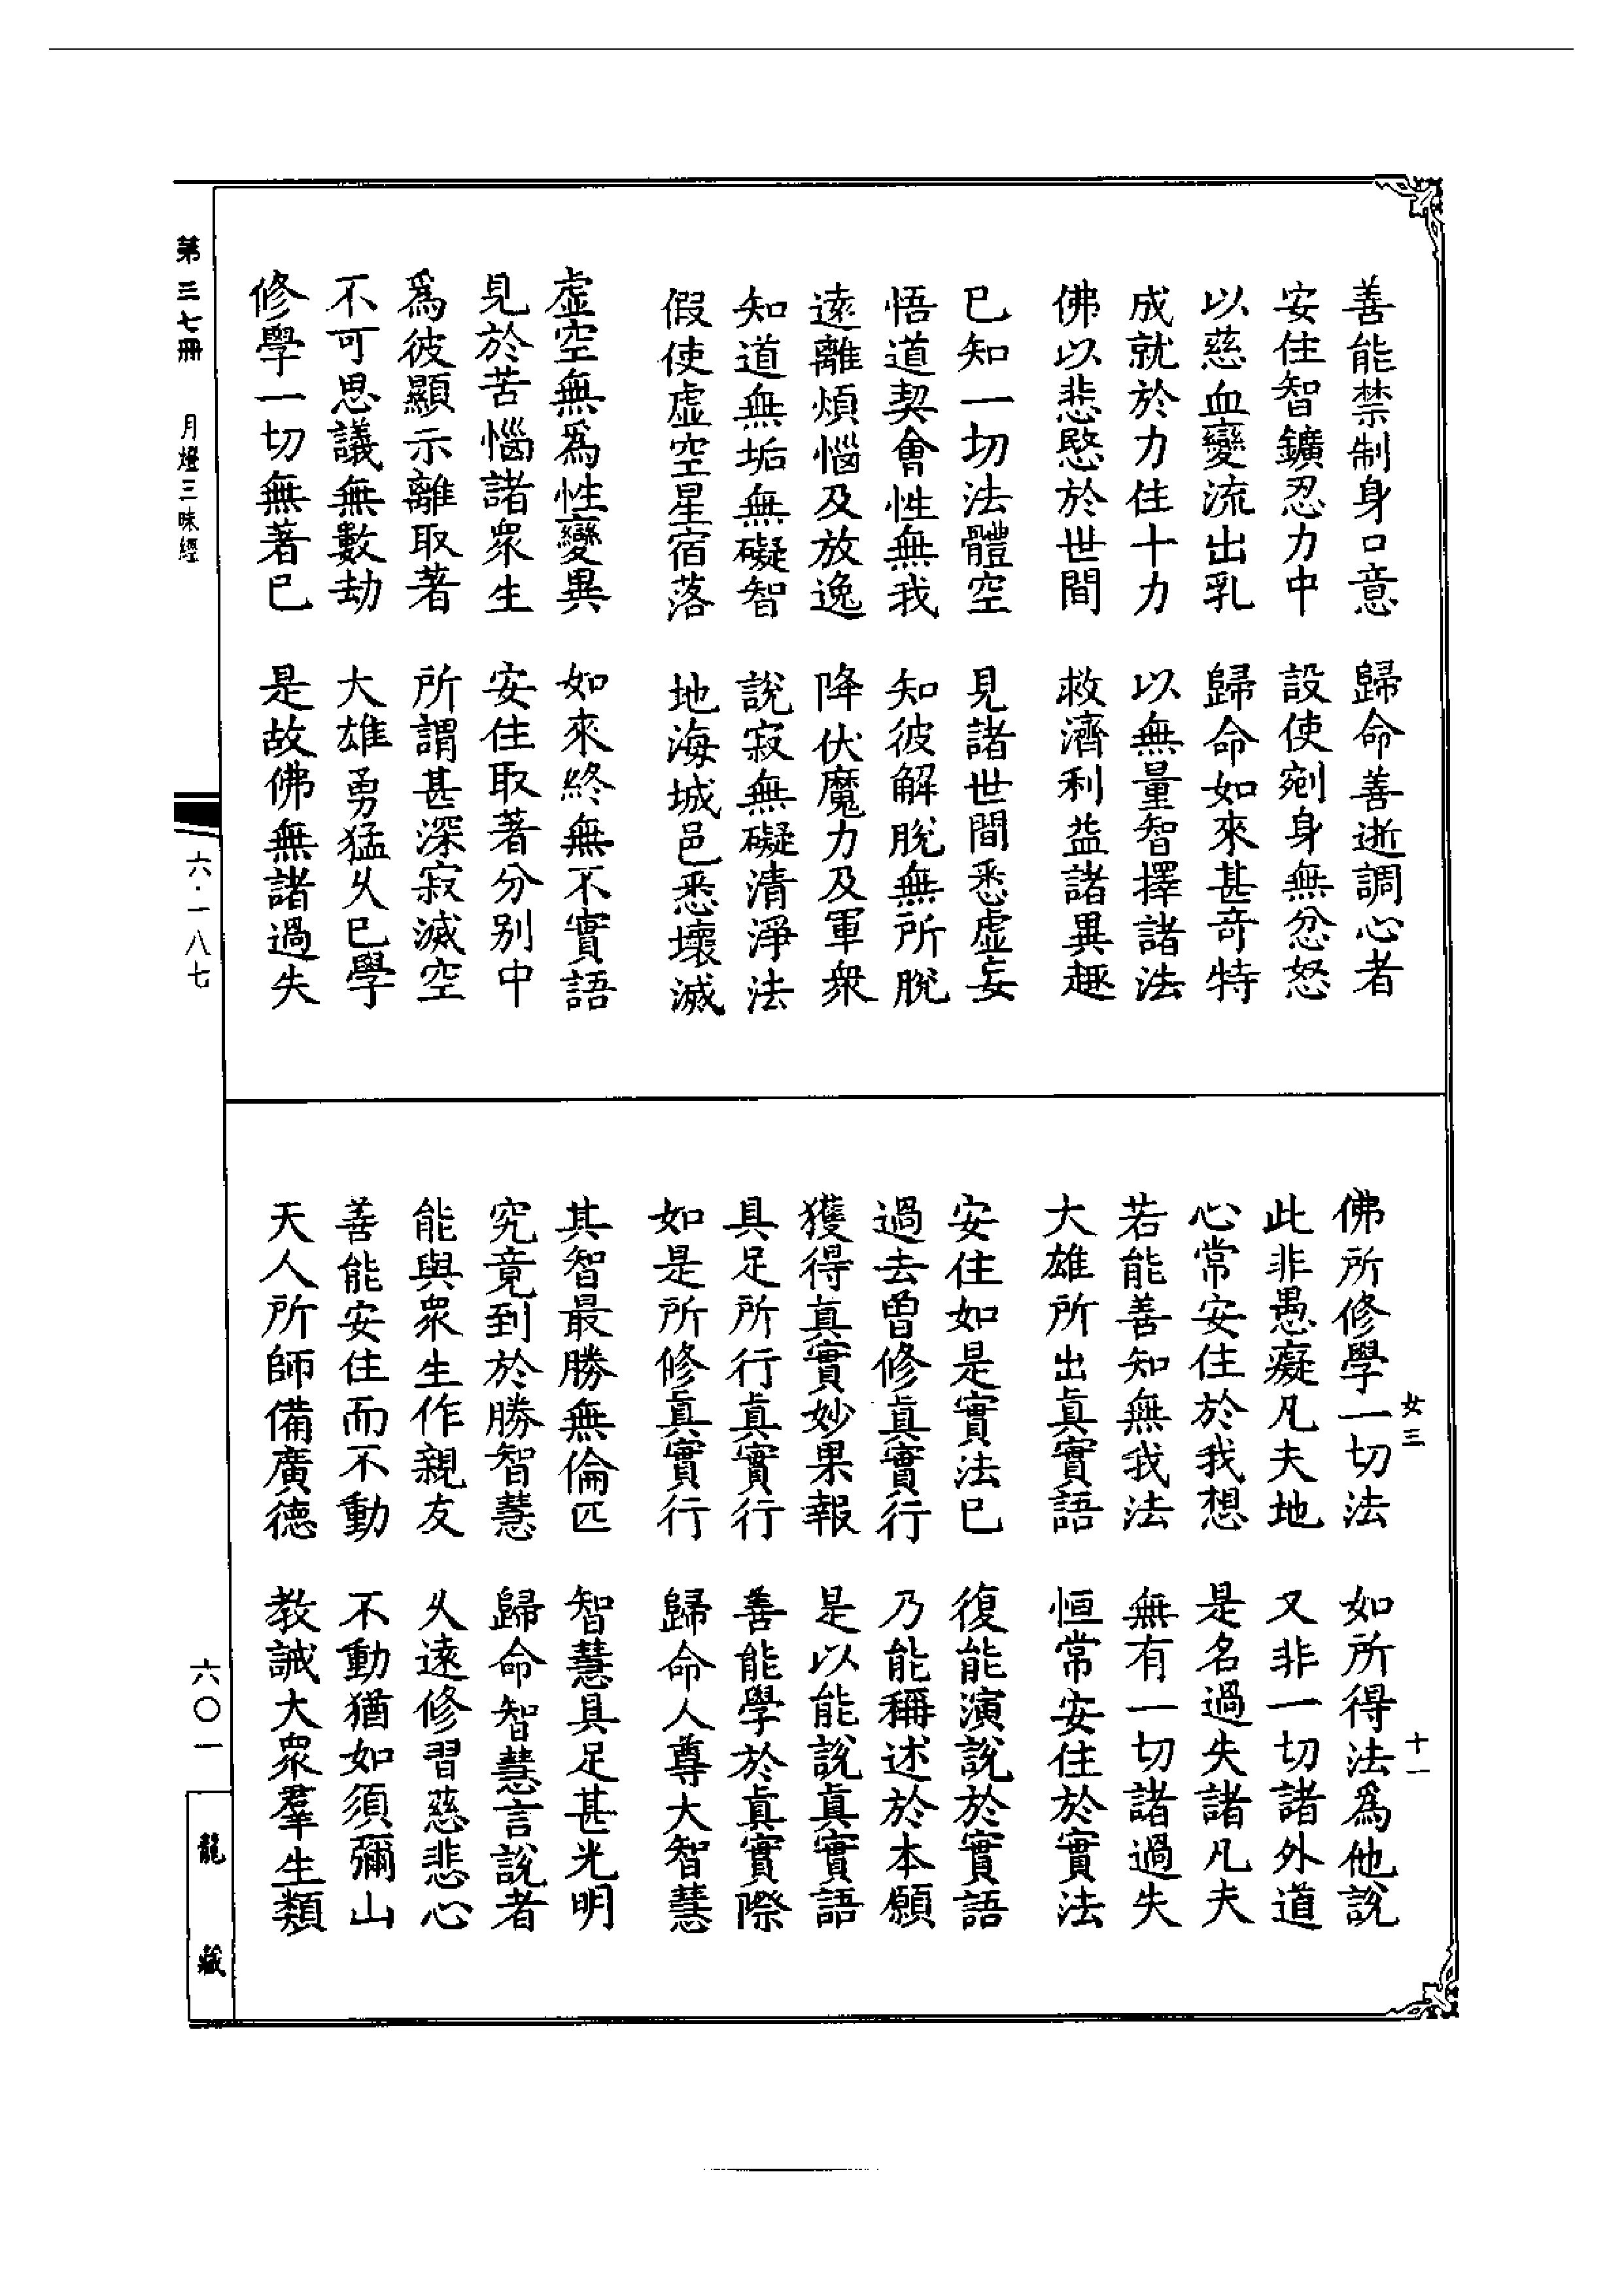 善能禁制身口意　歸命善逝調心者
安住智鑛忍力中　設使剜身無忿怒
以慈血變流出乳　歸命如來甚奇特
成就於力住十力　以無量智擇諸法
佛以悲愍於世間　救濟利益諸異趣
已知一切法體空　見諸世間悉虛妄
悟道契會性無我　知彼解脫無所脫
遠離煩惱及放逸　降伏魔力及軍衆
知道無垢無礙智　說寂無礙清淨法
假使虛空星宿落　地海城邑悉壞滅
虛空無爲性變異　如來終無不實語
見於苦惱諸衆生　安住取著分別中
爲彼顯示離取著　所謂甚深寂滅空
不可思議無數劫　大雄勇猛久已學
修學一切無著已　是故佛無諸過失
第三七冊　月燈三昧經　六·一八七
女三　十一
佛所修學一切法　如所得法爲他說
此非愚癡凡夫地　又非一切諸外道
心常安住於我想　是名過失諸凡夫
若能善知無我法　無有一切諸過失
大雄所出眞實語　恒常安住於實法
安住如是實法已　復能演說於實語
過去曾修眞實行　乃能稱述於本願
獲得真實妙果報　是以能說眞實語
具足所行真實行　善能學於眞實際
如是所修眞實行　歸命人尊大智慧
其智最勝無倫匹　智慧具足甚光明
究竟到於勝智慧　歸命智慧言說者
能與衆生作親友　久遠修習慈悲心
善能安住而不動　不動猶如須彌山
天人所師備廣德　教誡大衆羣生類
六〇一
龍藏